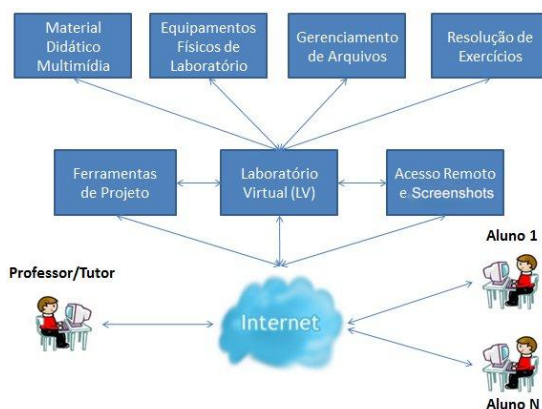 Material
Didático
Multimídia
Equipamentos
Físicos de
Laboratório
Gerenciamento
de Arquivos
Resolução de
Exercícios
Ferramentas
de Projeto
Laboratório
Virtual (LV)
Acesso Remoto
e Screenshots
Aluno 1
Professor/Tutor
Internet
Aluno N